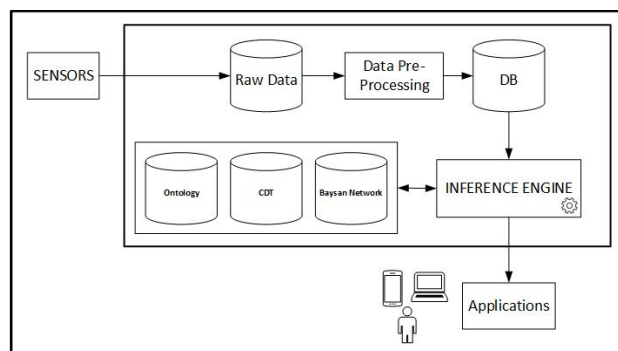 SENSORS
Raw Data
Data Pre-
Processing
DB
Ontology
CDT
Baysan Network
INFERENCE ENGINE
Applications